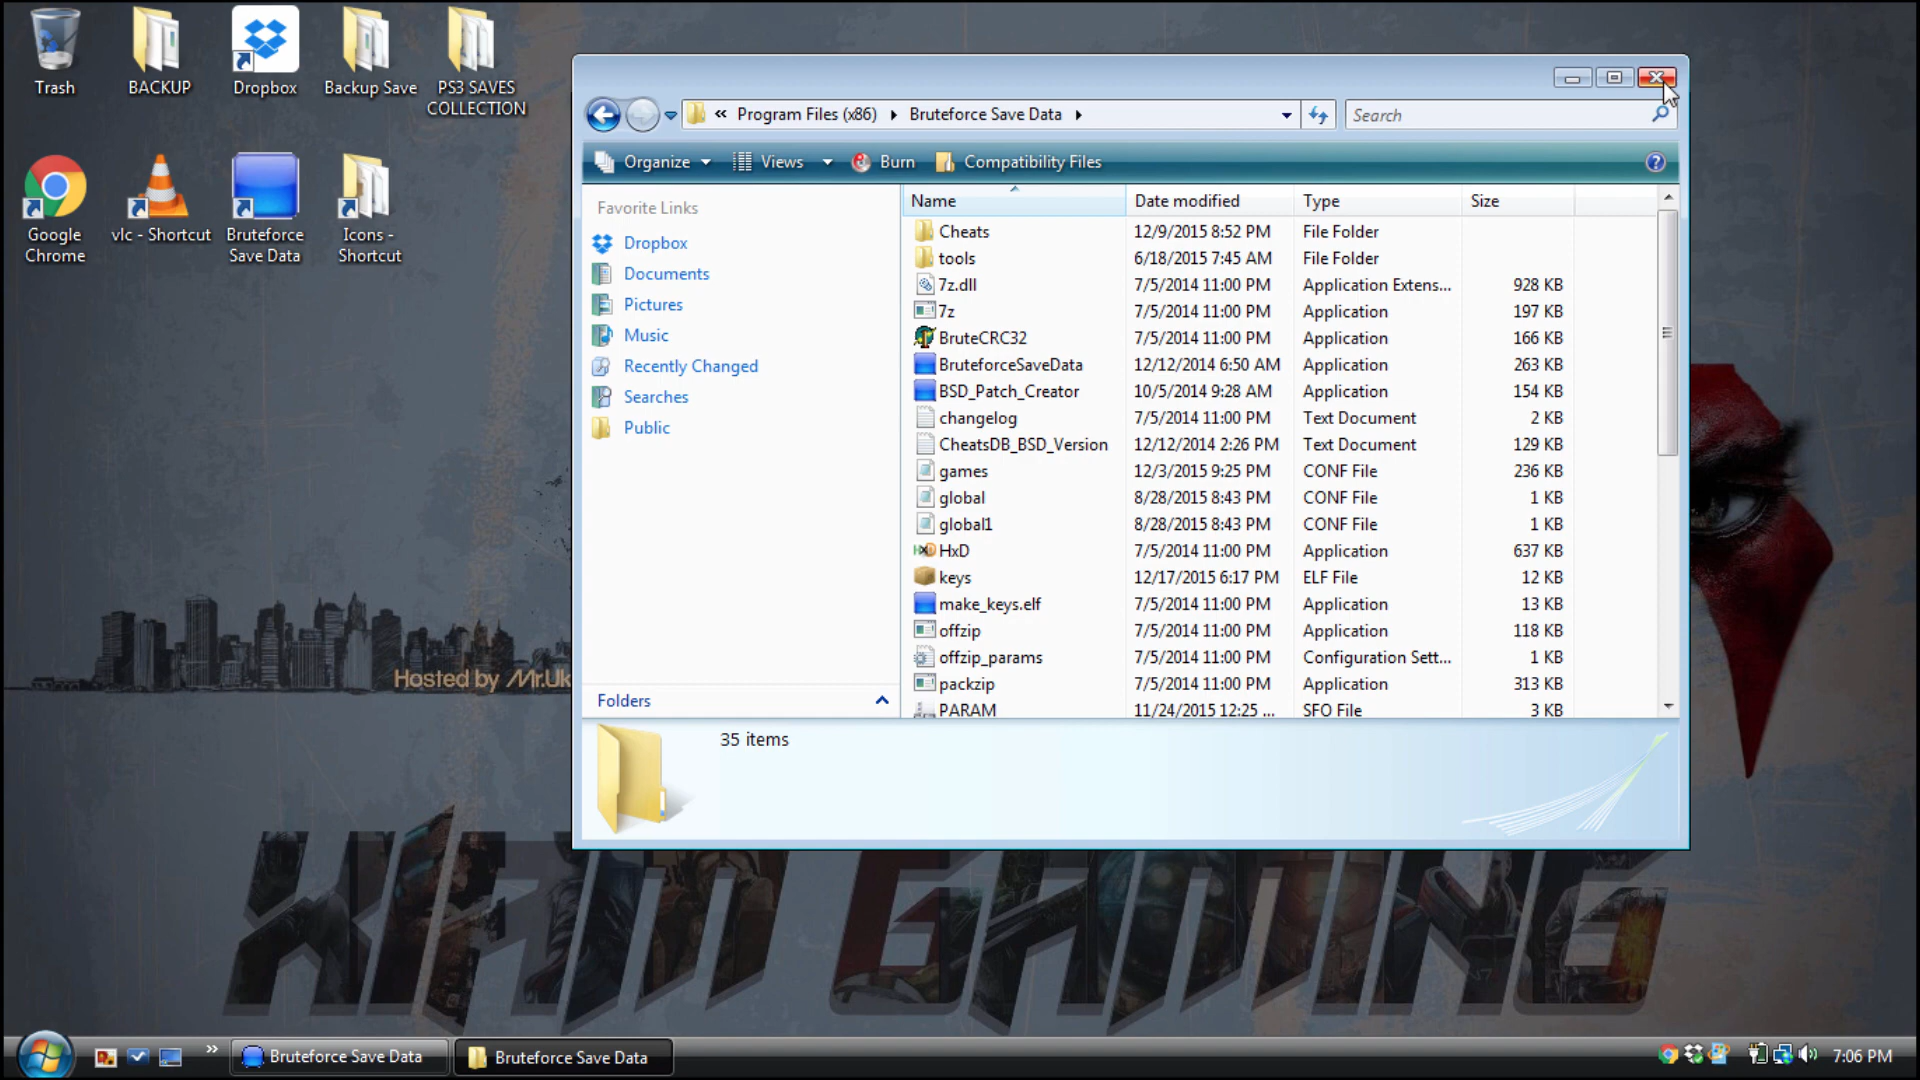 Trash
BACKUP
Dropbox
Backup Save
PS3 SAVES
COLLECTION
Google
Chrome
vlc - Shortcut
Bruteforce
Save Data
Icons -
Shortcut
« Program Files (x86) Bruteforce Save Data
Search
Organize Views Burn Compatibility Files
Favorite Links
Dropbox
Documents
Pictures
Music
Recently Changed
Searches
Public
Folders
Name Date modified Type Size
Cheats 12/9/2015 8:52 PM File Folder
tools 6/18/2015 7:45 AM File Folder
7z.dll 7/5/2014 11:00 PM Application Extens... 928 KB
7z 7/5/2014 11:00 PM Application 197 KB
BruteCRC32 7/5/2014 11:00 PM Application 166 KB
BruteforceSaveData 12/12/2014 6:50 AM Application 263 KB
BSD_Patch_Creator 10/5/2014 9:28 AM Application 154 KB
changelog 7/5/2014 11:00 PM Text Document 2 KB
CheatsDB_BSD_Version 12/12/2014 2:26 PM Text Document 129 KB
games 12/3/2015 9:25 PM CONF File 236 KB
global 8/28/2015 8:43 PM CONF File 1 KB
global1 8/28/2015 8:43 PM CONF File 1 KB
HxD 7/5/2014 11:00 PM Application 637 KB
keys 12/17/2015 6:17 PM ELF File 12 KB
make_keys.elf 7/5/2014 11:00 PM Application 13 KB
offzip 7/5/2014 11:00 PM Application 118 KB
offzip_params 7/5/2014 11:00 PM Configuration Sett... 1 KB
packzip 7/5/2014 11:00 PM Application 313 KB
PARAM 11/24/2015 12:25 ... SFO File 3 KB
35 items
Hosted by Mr.Uk
GAMING
» Bruteforce Save Data Bruteforce Save Data 7:06 PM